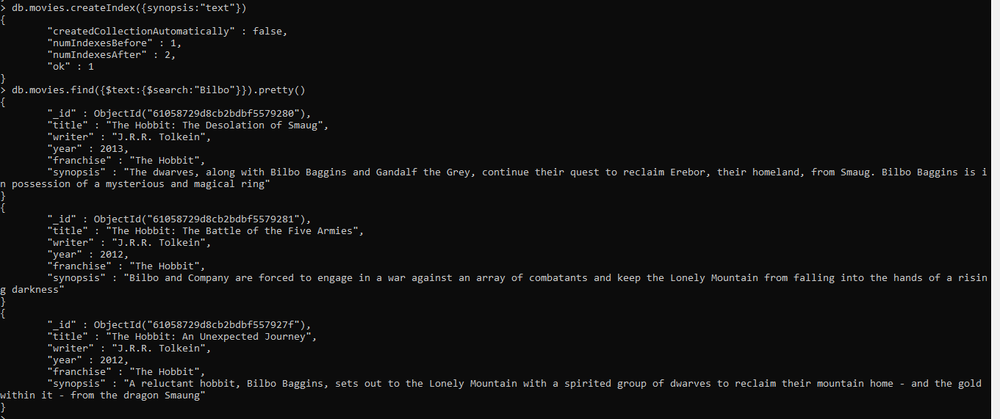 > db.movies.createIndex({synopsis:"text"})
{
        "createdCollectionAutomatically" : false,
        "numIndexesBefore" : 1,
        "numIndexesAfter" : 2,
        "ok" : 1
}
> db.movies.find({$text:{$search:"Bilbo"}}).pretty()
{
        "_id" : ObjectId("61058729d8cb2bdbf5579280"),
        "title" : "The Hobbit: The Desolation of Smaug",
        "writer" : "J.R.R. Tolkein",
        "year" : 2013,
        "franchise" : "The Hobbit",
        "synopsis" : "The dwarves, along with Bilbo Baggins and Gandalf the Grey, continue their quest to reclaim Erebor, their homeland, from Smaug. Bilbo Baggins is i
n possession of a mysterious and magical ring"
}
{
        "_id" : ObjectId("61058729d8cb2bdbf5579281"),
        "title" : "The Hobbit: The Battle of the Five Armies",
        "writer" : "J.R.R. Tolkein",
        "year" : 2012,
        "franchise" : "The Hobbit",
        "synopsis" : "Bilbo and Company are forced to engage in a war against an array of combatants and keep the Lonely Mountain from falling into the hands of a risin
g darkness"
}
{
        "_id" : ObjectId("61058729d8cb2bdbf557927f"),
        "title" : "The Hobbit: An Unexpected Journey",
        "writer" : "J.R.R. Tolkein",
        "year" : 2012,
        "franchise" : "The Hobbit",
        "synopsis" : "A reluctant hobbit, Bilbo Baggins, sets out to the Lonely Mountain with a spirited group of dwarves to reclaim their mountain home - and the gold
within it - from the dragon Smaung"
}
>